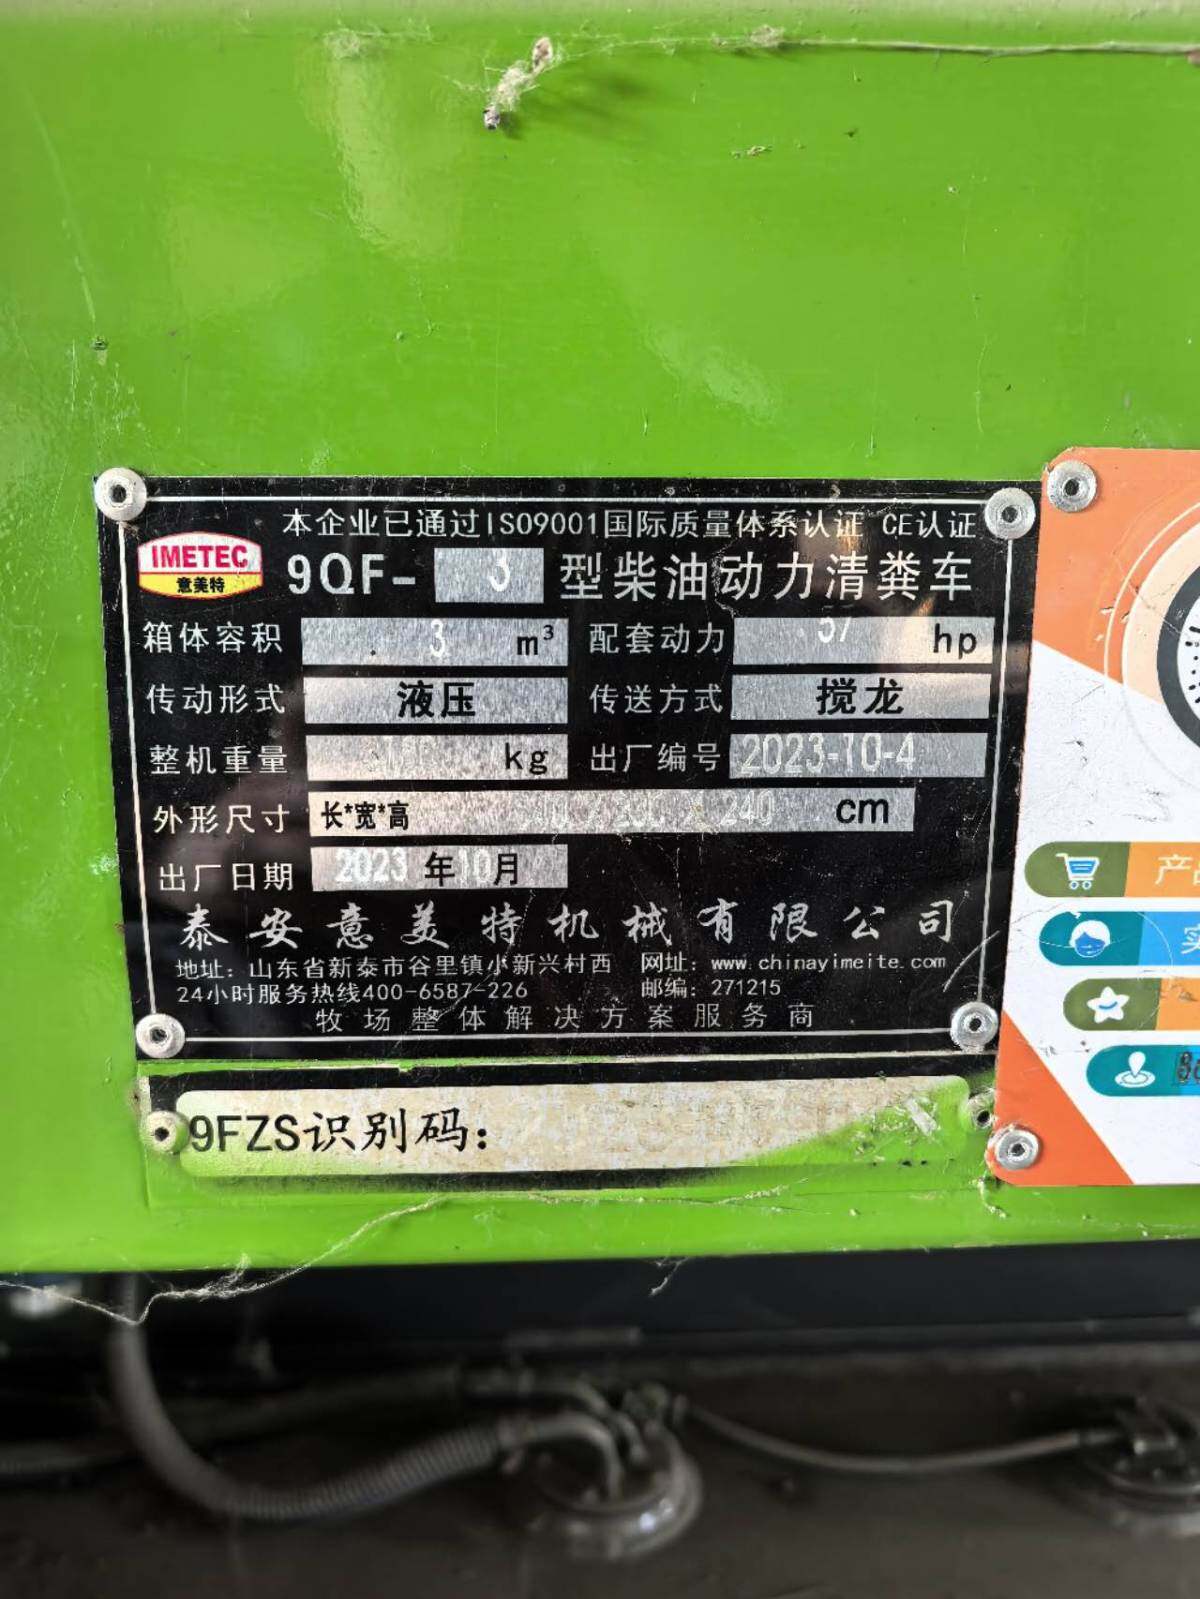 本企业已通过ISO9001国际质量体系认证 CE认证
IMETEC
意美特
9QF-3型柴油动力清粪车
箱体容积 3 m³ 配套动力 57 hp
传动形式 液压 传送方式 搅龙
整机重量 kg 出厂编号 2023-10-4
外形尺寸 长*宽*高 240 cm
出厂日期 2023年10月
泰安意美特机械有限公司
地址：山东省新泰市谷里镇小新兴村西 网址：www.chinayimeite.com
24小时服务热线400-6587-226 邮编：271215
牧场整体解决方案服务商
9FZS识别码：